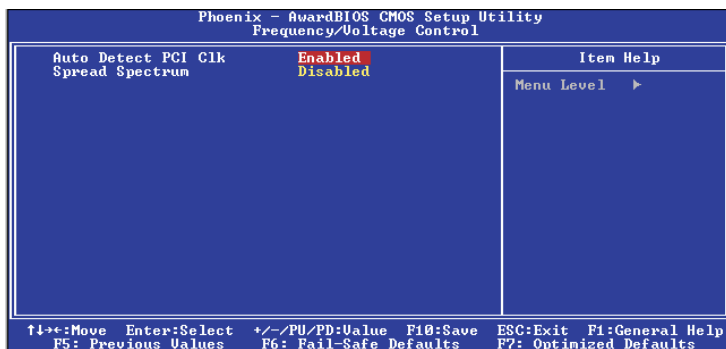 Phoenix - AwardBIOS CMOS Setup Utility
Frequency/Voltage Control
Auto Detect PCI Clk Enabled
Spread Spectrum Disabled
Item Help
Menu Level ►
↑↓→←:Move Enter:Select +/-/PU/PD:Value F10:Save ESC:Exit F1:General Help
F5: Previous Values F6: Fail-Safe Defaults F7: Optimized Defaults